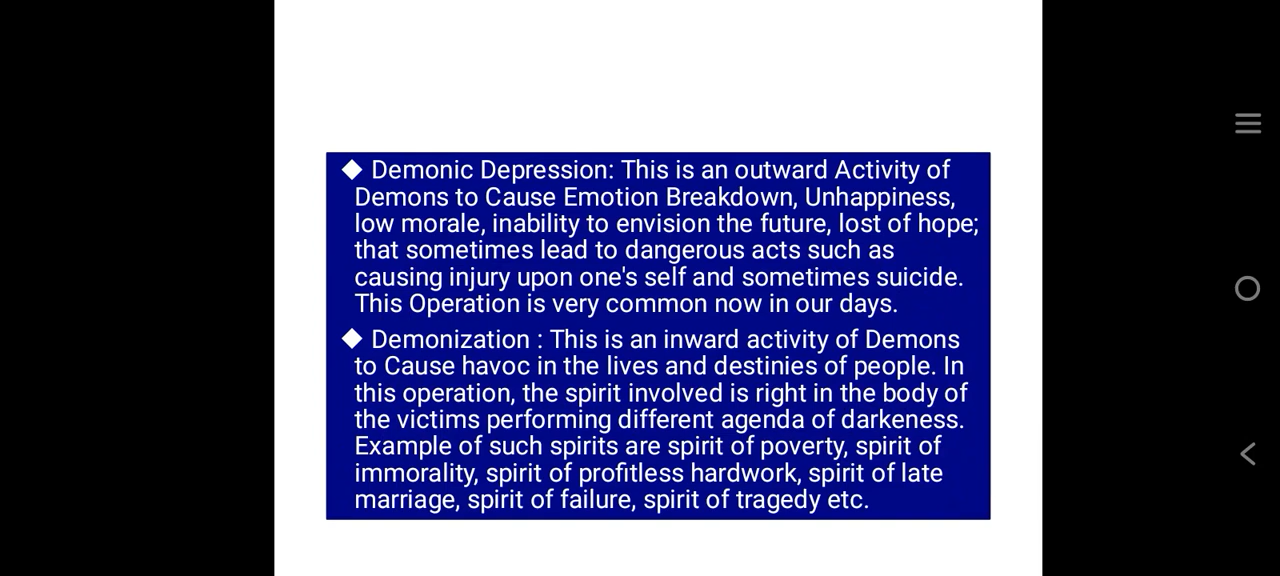 ◆ Demonic Depression: This is an outward Activity of
Demons to Cause Emotion Breakdown, Unhappiness,
low morale, inability to envision the future, lost of hope;
that sometimes lead to dangerous acts such as
causing injury upon one's self and sometimes suicide.
This Operation is very common now in our days.
◆ Demonization : This is an inward activity of Demons
to Cause havoc in the lives and destinies of people. In
this operation, the spirit involved is right in the body of
the victims performing different agenda of darkeness.
Example of such spirits are spirit of poverty, spirit of
immorality, spirit of profitless hardwork, spirit of late
marriage, spirit of failure, spirit of tragedy etc.